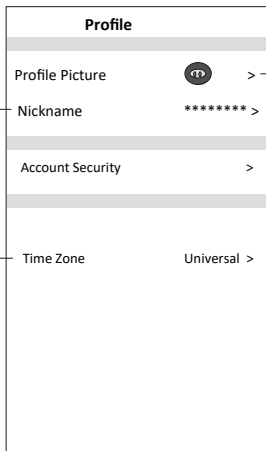 Profile
Profile Picture >
Nickname ******** >
Account Security >
Time Zone Universal >